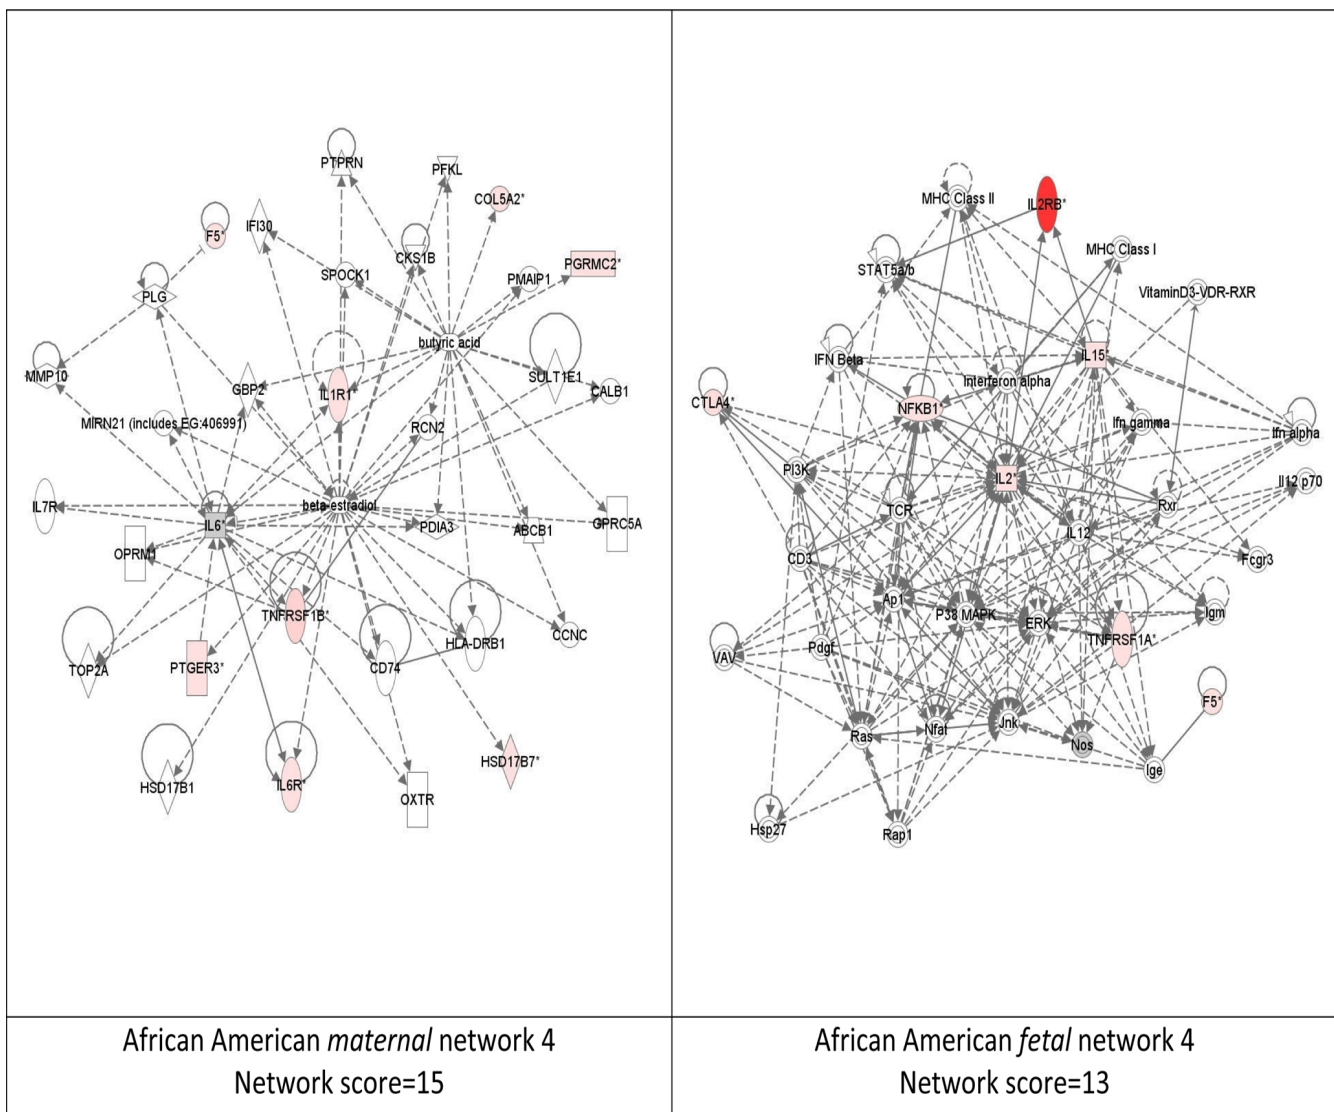 PTPRN
PFKL
COL5A2*
F5*
IFI30
CKS1B
PGRMC2*
SPOCK1
PMAIP1
PLG
butyric acid
MMP10
GBP2
IL1R1*
SULT1E1
CALB1
MIRN21 (includes EG:406991)
RCN2
IL7R
beta-estradiol
IL6*
PDIA3
ABCB1
GPRC5A
OPRM1
TNFRSF1B*
HLA-DRB1
CCNC
TOP2A
PTGER3*
CD74
HSD17B1
IL6R*
OXTR
HSD17B7*
African American maternal network 4
Network score=15
MHC Class II
IL2RB*
MHC Class I
STAT5a/b
VitaminD3-VDR-RXR
IFN Beta
IL15*
Interferon alpha
CTLA4*
NFKB1*
Ifn gamma
Ifn alpha
PI3K
IL2*
Il12 p70
TCR
Rxr
IL12
CD3
Fcgr3
Ap1
P38 MAPK
ERK
Igm
TNFRSF1A*
VAV
Pdgf
F5*
Ras
Nfat
Jnk
Nos
Ige
Hsp27
Rap1
African American fetal network 4
Network score=13